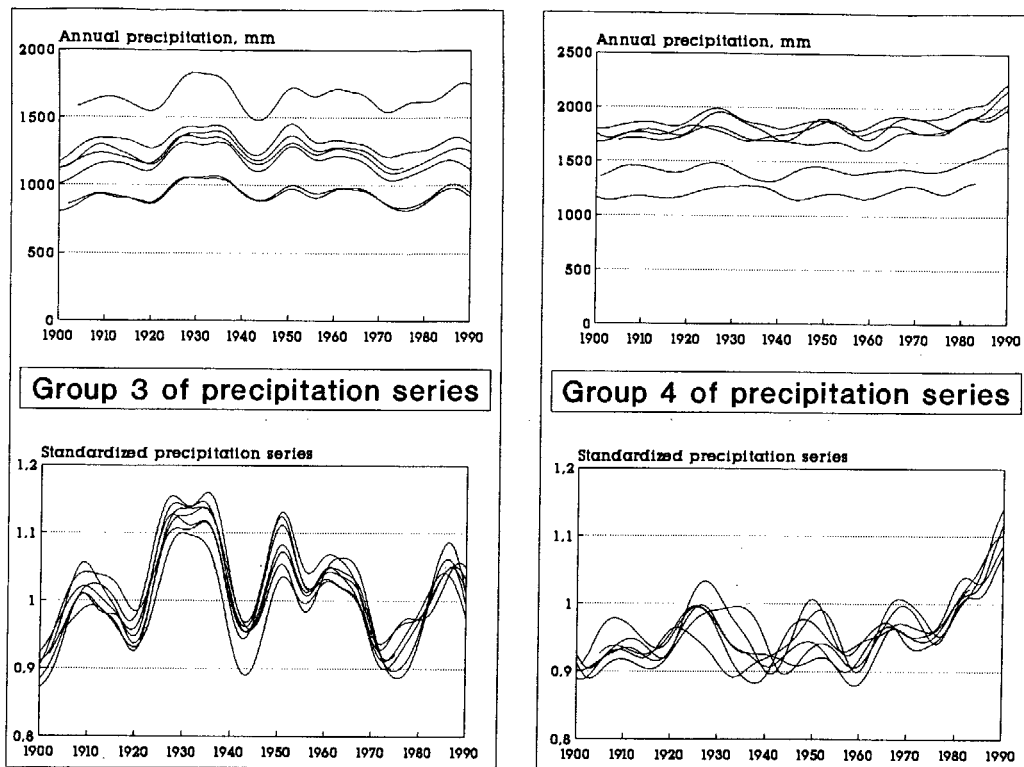 Annual precipitation, mm
2000
1500
1000
500
0
1900 1910 1920 1930 1940 1950 1960 1970 1980 1990
Group 3 of precipitation series
Standardized precipitation series
1,2
1,1
1
0,9
0,8
1900 1910 1920 1930 1940 1950 1960 1970 1980 1990
Annual precipitation, mm
2500
2000
1500
1000
500
0
1900 1910 1920 1930 1940 1950 1960 1970 1980 1990
Group 4 of precipitation series
Standardized precipitation series
1,2
1,1
1
0,9
0,8
1900 1910 1920 1930 1940 1950 1960 1970 1980 1990